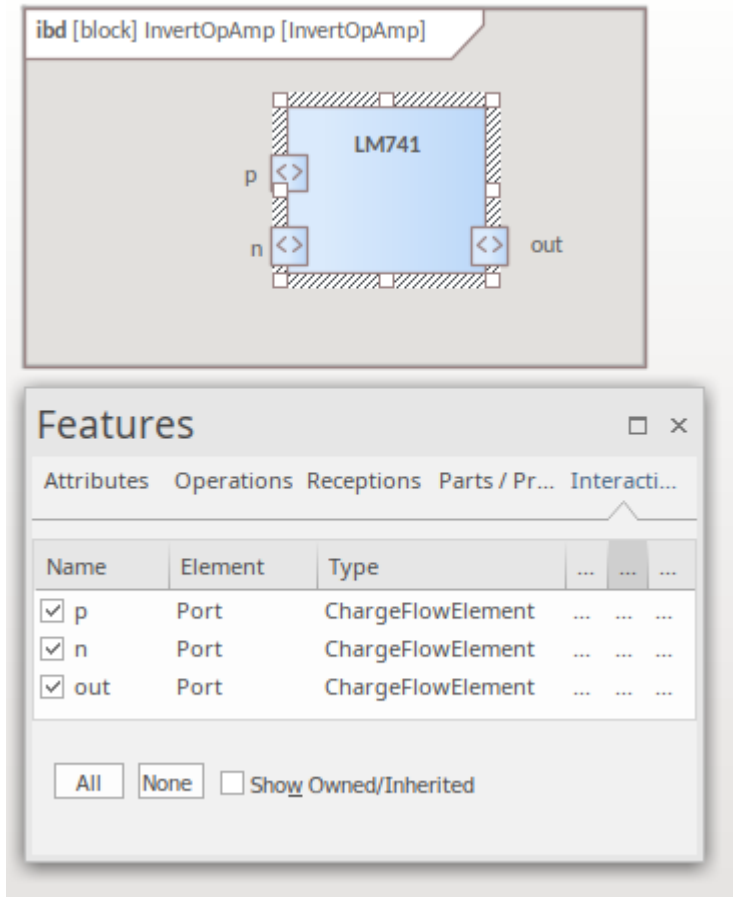 ibd [block] InvertOpAmp [InvertOpAmp]
LM741
p
n
out
Features
Attributes Operations Receptions Parts / Pr... Interacti...
Name Element Type ... ... ...
p Port ChargeFlowElement ... ... ...
n Port ChargeFlowElement ... ... ...
out Port ChargeFlowElement ... ... ...
All None Show Owned/Inherited